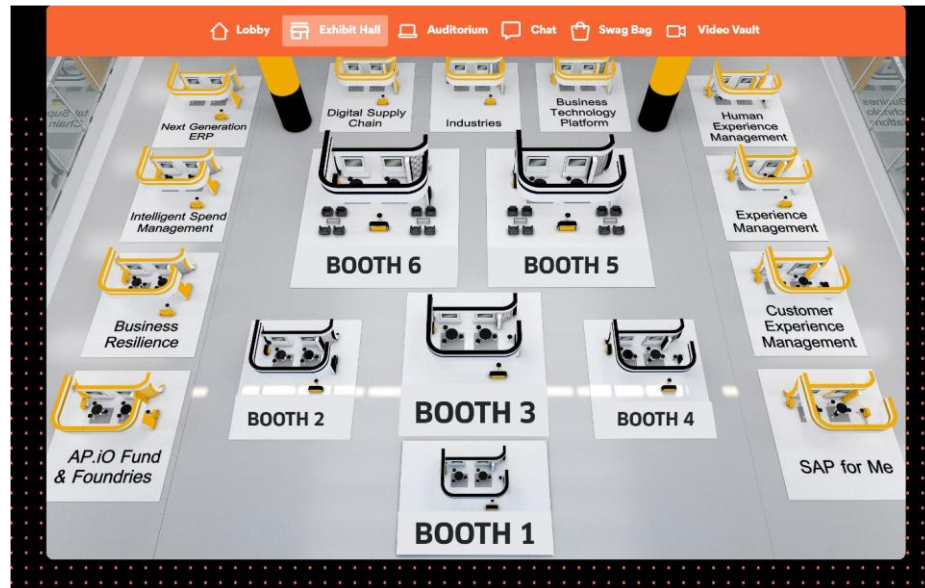 Lobby
Exhibit Hall
Auditorium
Chat
Swag Bag
Video Vault
Next Generation
ERP
Digital Supply
Chain
Industries
Business
Technology
Platform
Human
Experience
Management
Intelligent Spend
Management
BOOTH 6
BOOTH 5
Experience
Management
Business
Resilience
BOOTH 2
BOOTH 3
BOOTH 4
Customer
Experience
Management
AP.iO Fund
& Foundries
BOOTH 1
SAP for Me